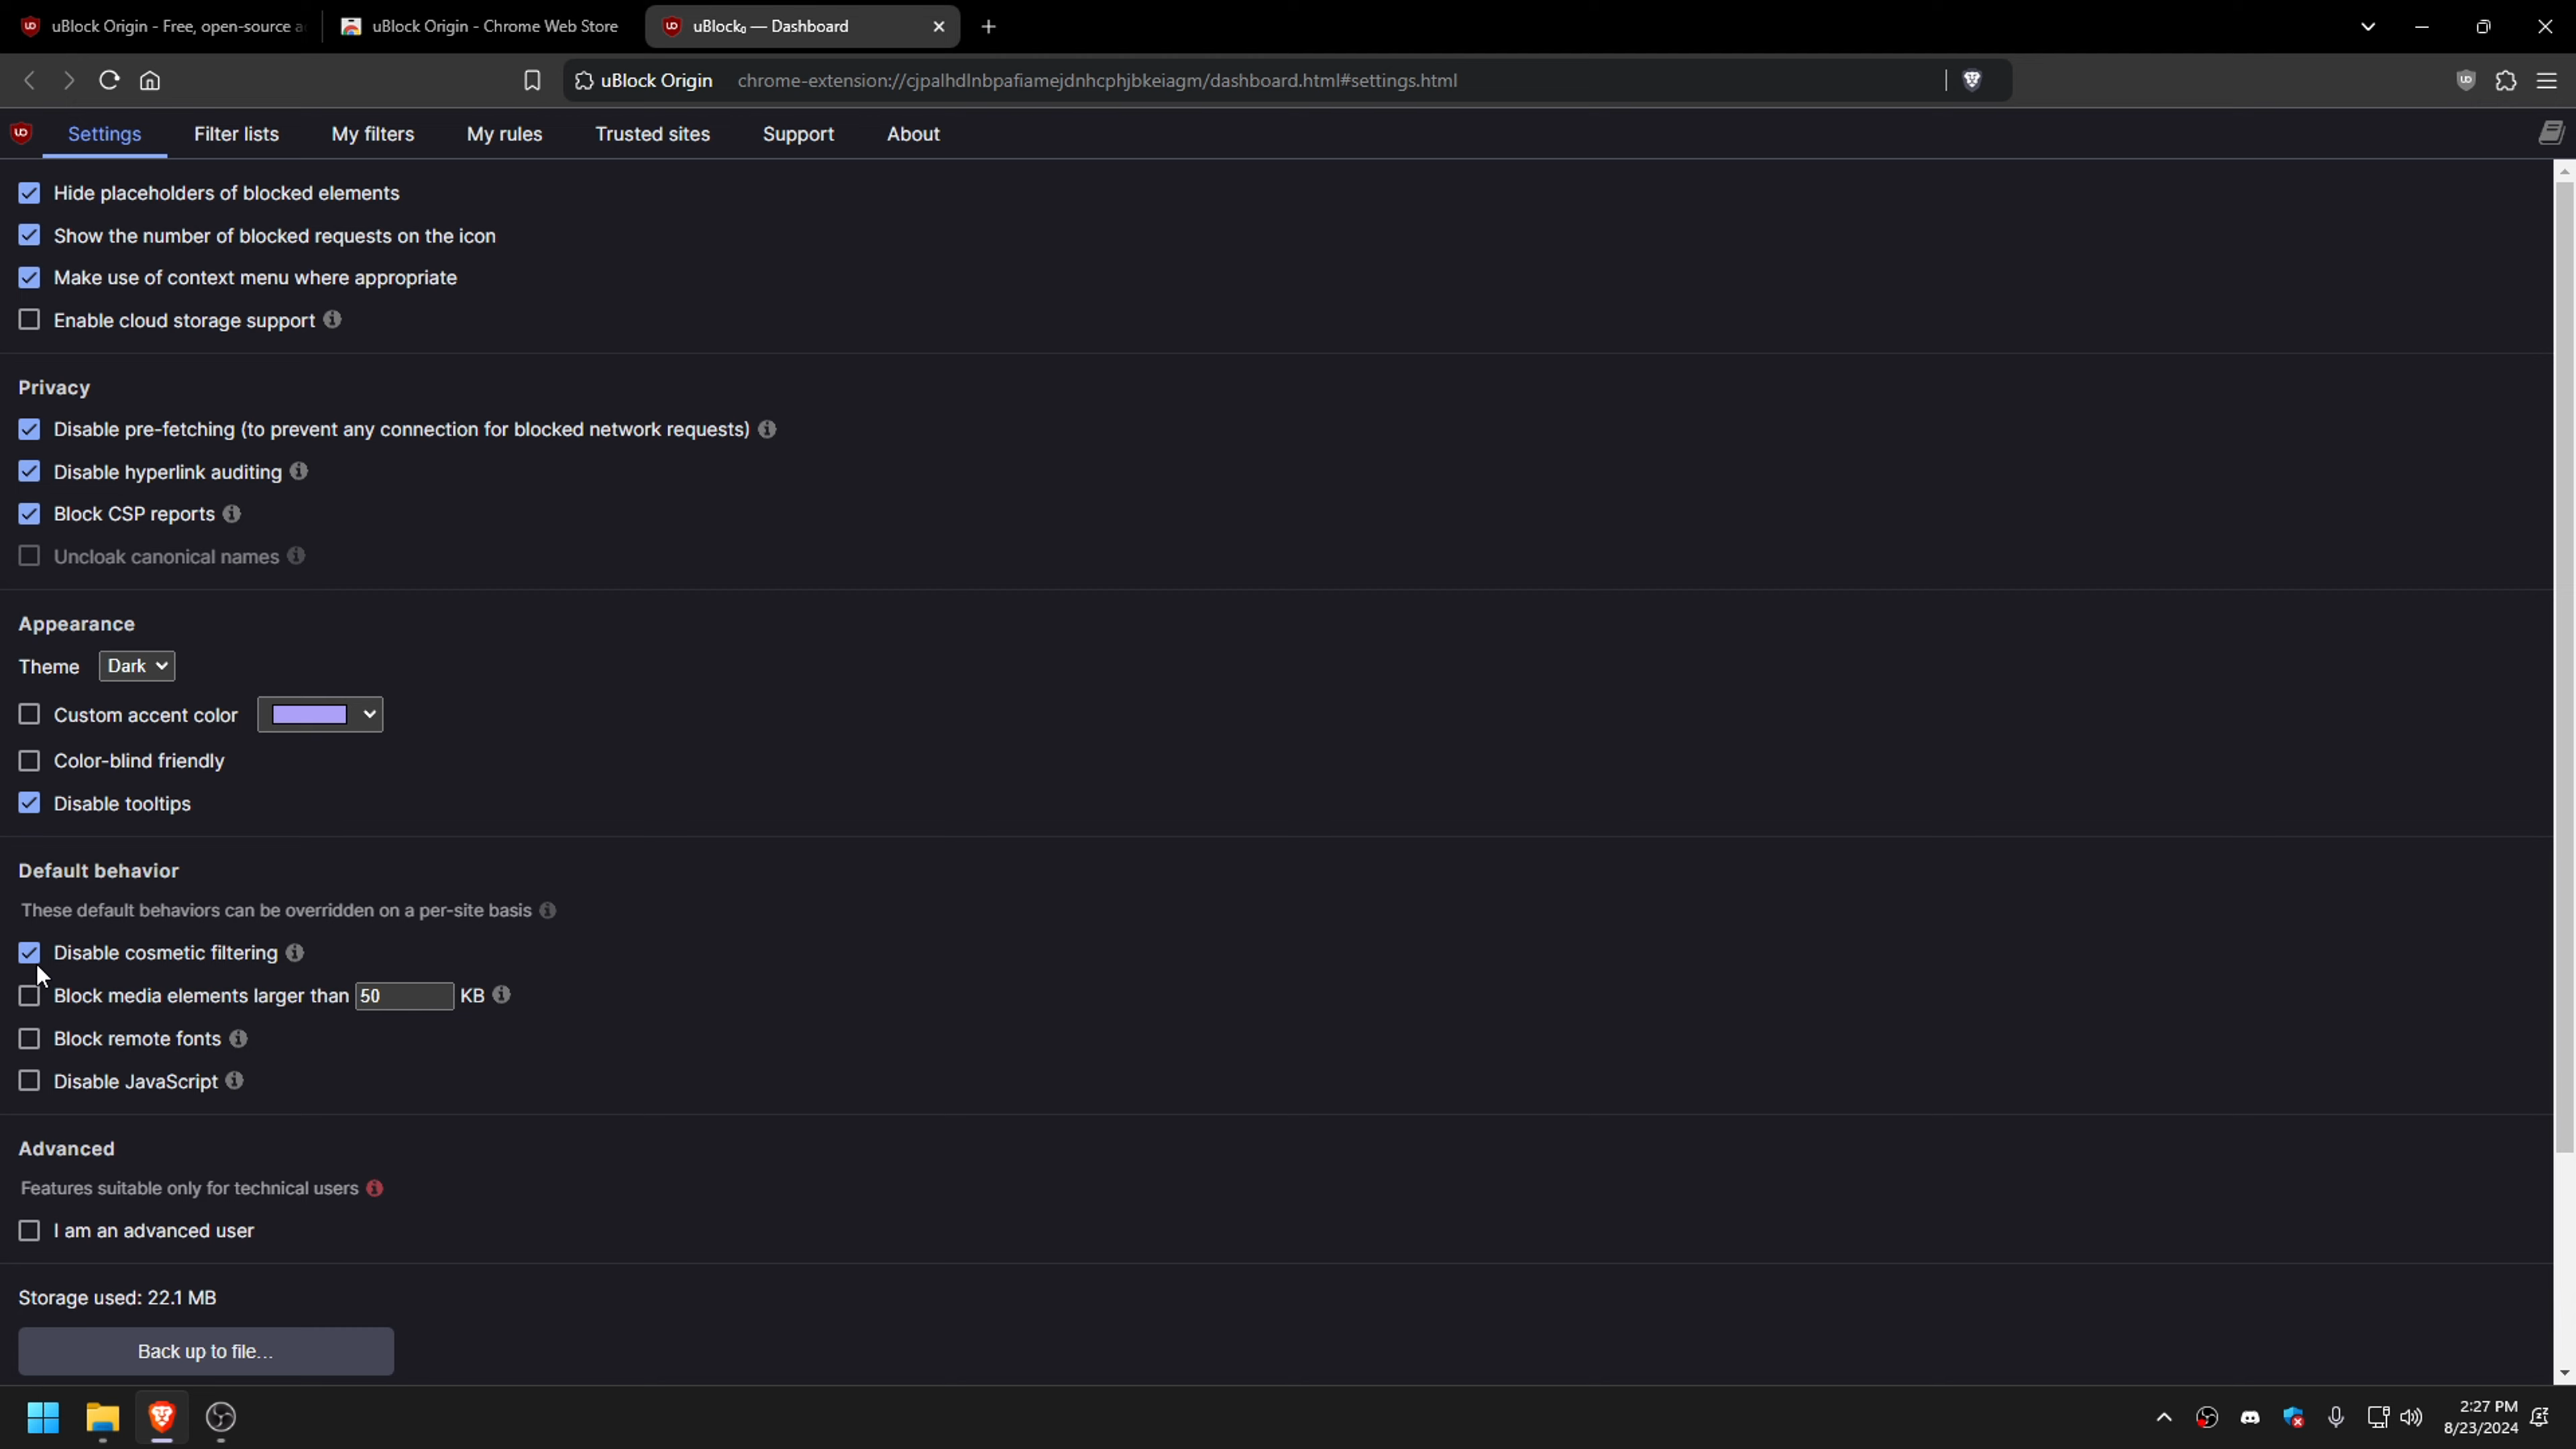 uBlock Origin - Free, open-source a
uBlock Origin - Chrome Web Store
uBlock₀ — Dashboard
uBlock Origin
chrome-extension://cjpalhdlnbpafiamejdnhcphjbkeiagm/dashboard.html#settings.html
Settings
Filter lists
My filters
My rules
Trusted sites
Support
About
Hide placeholders of blocked elements
Show the number of blocked requests on the icon
Make use of context menu where appropriate
Enable cloud storage support
Privacy
Disable pre-fetching (to prevent any connection for blocked network requests)
Disable hyperlink auditing
Block CSP reports
Uncloak canonical names
Appearance
Theme Dark
Custom accent color
Color-blind friendly
Disable tooltips
Default behavior
These default behaviors can be overridden on a per-site basis
Disable cosmetic filtering
Block media elements larger than 50 KB
Block remote fonts
Disable JavaScript
Advanced
Features suitable only for technical users
I am an advanced user
Storage used: 22.1 MB
Back up to file…
2:27 PM
8/23/2024